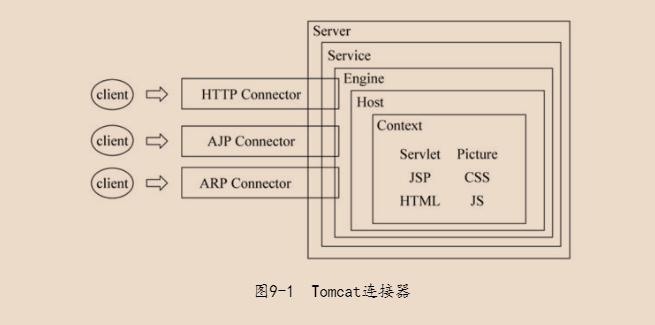 Server
Service
Engine
Host
Context
client
HTTP Connector
client
AJP Connector
client
ARP Connector
Servlet Picture
JSP CSS
HTML JS
图9-1 Tomcat连接器